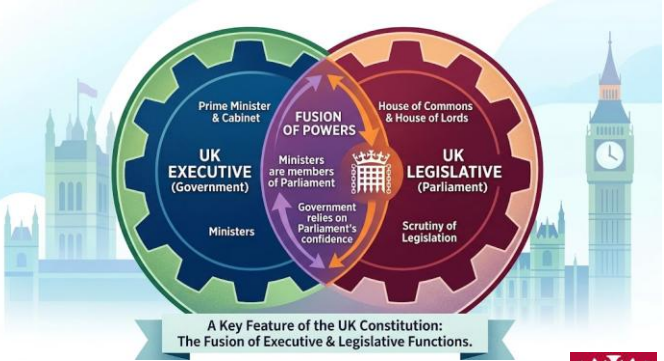 Prime Minister
& Cabinet
UK
EXECUTIVE
(Government)
Ministers
FUSION
OF POWERS
Ministers
are members
of Parliament
Government
relies on
Parliament's
confidence
House of Commons
& House of Lords
UK
LEGISLATIVE
(Parliament)
Scrutiny of
Legislation
A Key Feature of the UK Constitution:
The Fusion of Executive & Legislative Functions.